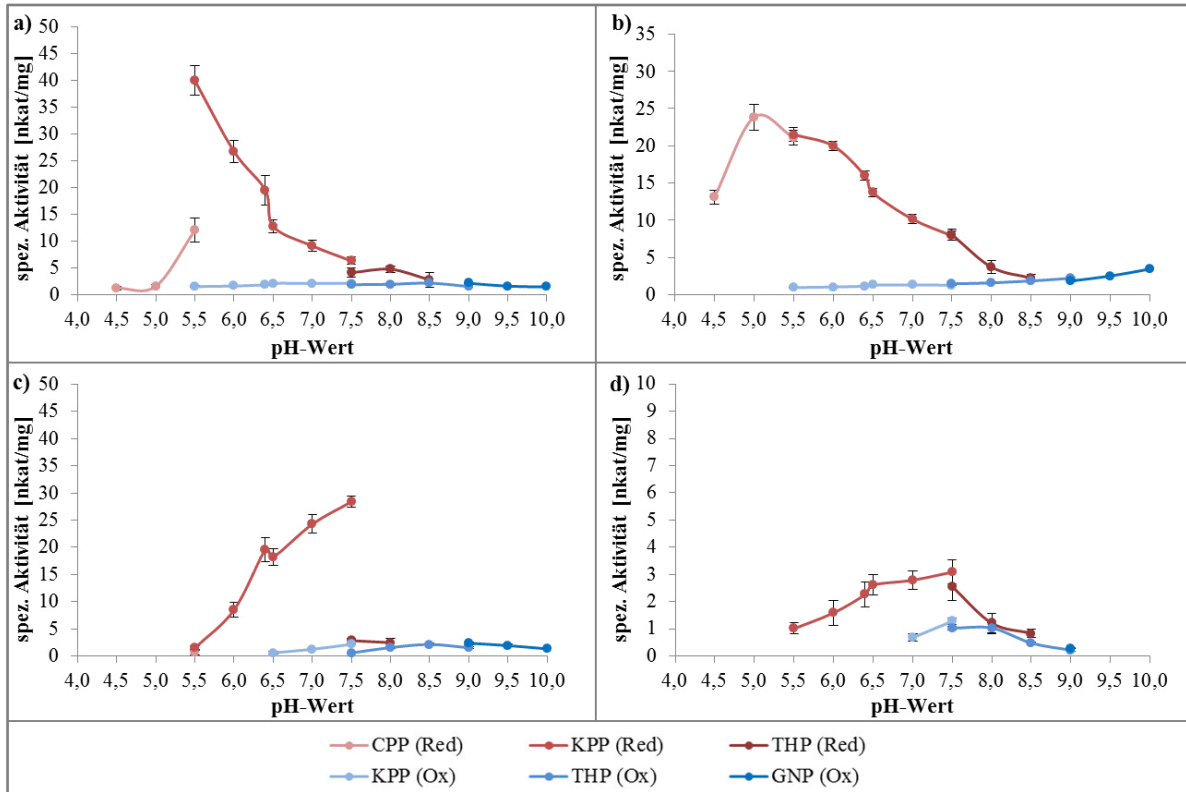 a)
spez. Aktivität [nkat/mg]
50
45
40
35
30
25
20
15
10
5
0
4,0 4,5 5,0 5,5 6,0 6,5 7,0 7,5 8,0 8,5 9,0 9,5 10,0
pH-Wert
b)
spez. Aktivität [nkat/mg]
35
30
25
20
15
10
5
0
4,0 4,5 5,0 5,5 6,0 6,5 7,0 7,5 8,0 8,5 9,0 9,5 10,0
pH-Wert
c)
spez. Aktivität [nkat/mg]
50
45
40
35
30
25
20
15
10
5
0
4,0 4,5 5,0 5,5 6,0 6,5 7,0 7,5 8,0 8,5 9,0 9,5 10,0
pH-Wert
d)
spez. Aktivität [nkat/mg]
10
9
8
7
6
5
4
3
2
1
0
4,0 4,5 5,0 5,5 6,0 6,5 7,0 7,5 8,0 8,5 9,0 9,5 10,0
pH-Wert
CPP (Red) KPP (Red) THP (Red)
KPP (Ox) THP (Ox) GNP (Ox)